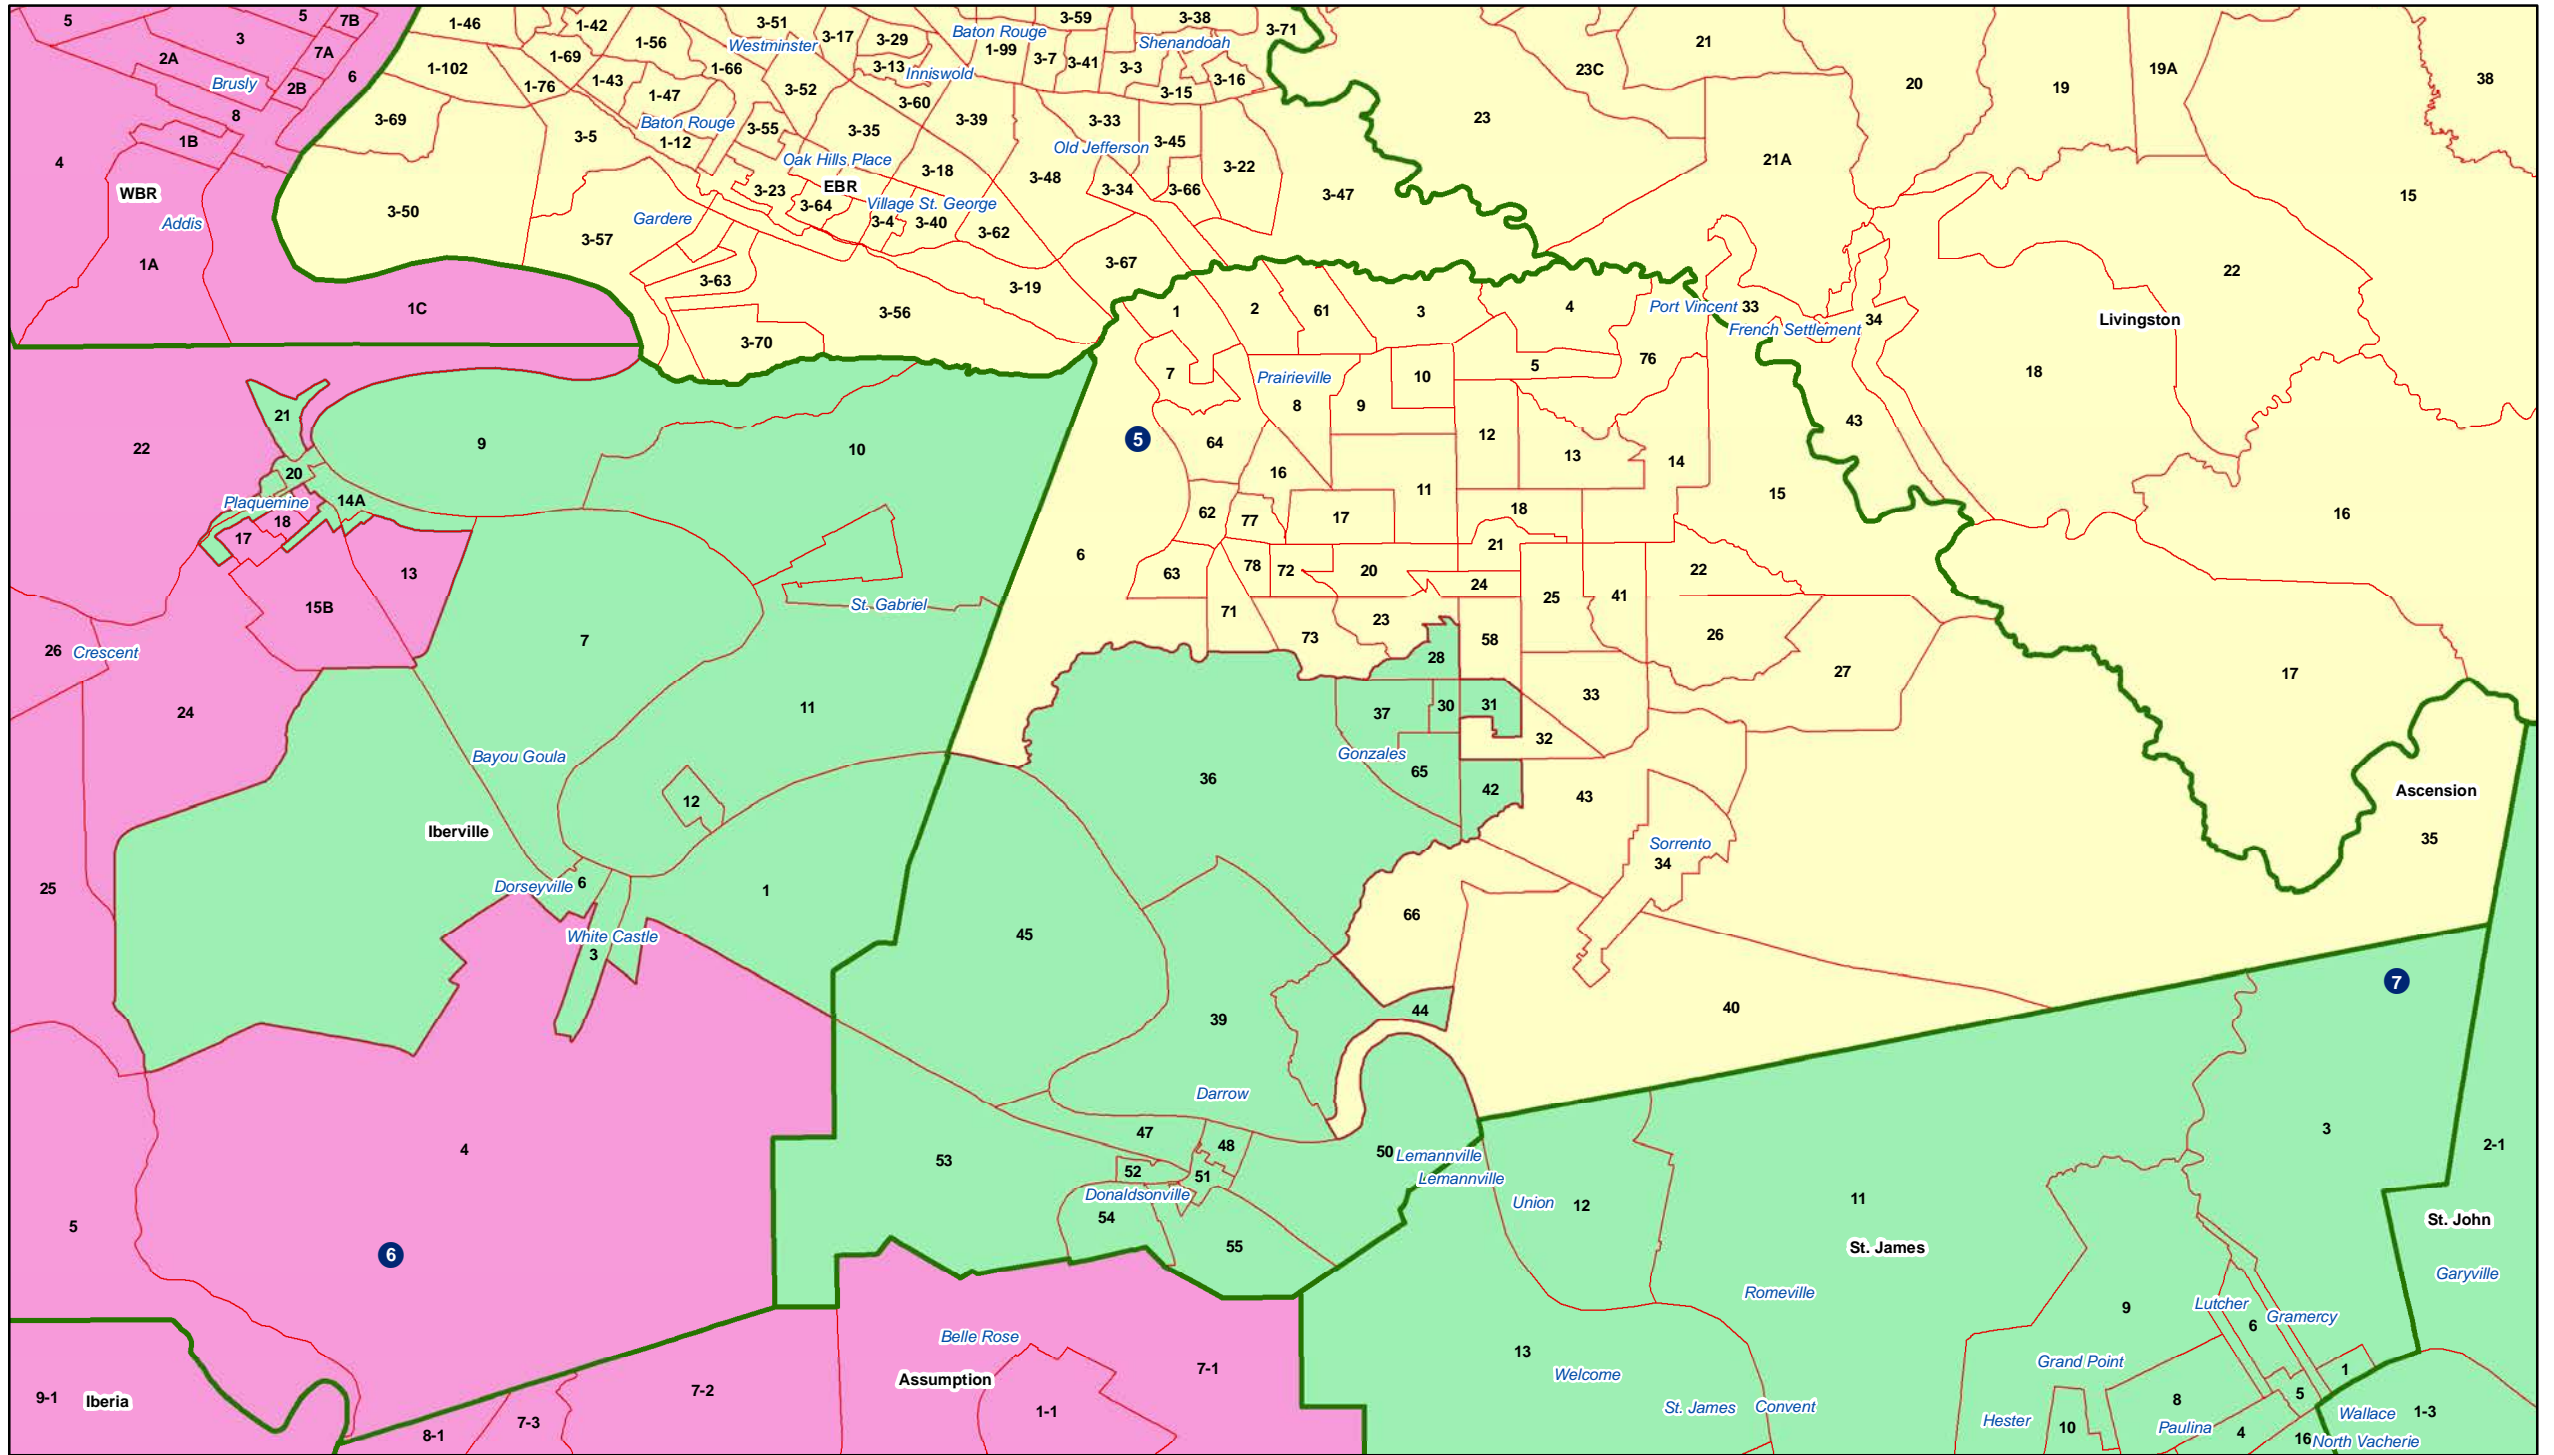 5
5
7B
1-46
1-42
3-51
3-59
3-38
3-71
3
7A
1-56
Westminster
3-17
3-29
Baton Rouge
1-99
Shenandoah
21
2A
6
1-102
1-69
1-66
3-13
Inniswold
3-7
3-41
3-3
3-16
23C
20
19
19A
38
Brusly
2B
1-76
1-43
1-47
3-52
3-60
3-15
8
3-69
3-5
Baton Rouge
3-55
3-35
3-39
3-33
23
1B
1-12
Old Jefferson
3-45
4
Oak Hills Place
3-18
3-48
3-22
21A
WBR
3-23
EBR
3-34
3-66
3-47
15
Addis
3-50
Gardere
3-64
Village St. George
3-4
3-40
3-62
3-57
1A
3-67
22
3-63
3-19
1C
3-56
1
2
61
3
4
Port Vincent
33
French Settlement
34
Livingston
3-70
7
Prairieville
10
5
76
18
21
8
9
43
22
9
10
5
64
12
13
14
20
16
11
15
Plaquemine
14A
18
62
77
17
18
16
17
21
13
6
63
78
72
20
24
22
15B
St. Gabriel
71
23
25
41
26
Crescent
7
73
58
26
28
27
17
24
11
37
30
31
33
Bayou Goula
Gonzales
32
36
65
12
42
43
Ascension
Iberville
Sorrento
35
25
Dorseyville
6
1
34
White Castle
3
45
66
7
39
44
40
Darrow
4
47
48
50
Lemannville
3
2-1
53
52
51
Lemannville
5
Donaldsonville
54
Union
12
11
St. John
6
55
St. James
Garyville
Romeville
9
Lutcher
6
Gramercy
Belle Rose
13
7-1
Grand Point
1
Assumption
Welcome
9-1
Iberia
7-2
8
5
1-1
St. James
Convent
Hester
10
Paulina
4
Wallace
1-3
7-3
8-1
16
North Vacherie